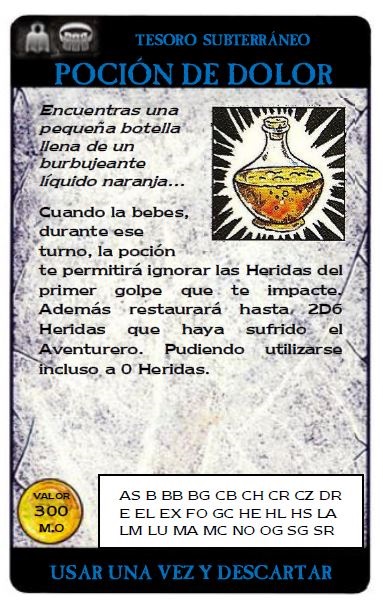 TESORO SUBTERRÁNEO
POCIÓN DE DOLOR
Encuentras una
pequeña botella
llena de un
burbujeante
líquido naranja...
Cuando la bebes,
durante ese
turno, la poción
te permitirá ignorar las Heridas del
primer golpe que te impacte.
Además restaurará hasta 2D6
Heridas que haya sufrido el
Aventurero. Pudiendo utilizarse
incluso a 0 Heridas.
VALOR
300
M.O
AS B BB BG CB CH CR CZ DR
E EL EX FO GC HE HL HS LA
LM LU MA MC NO OG SG SR
USAR UNA VEZ Y DESCARTAR